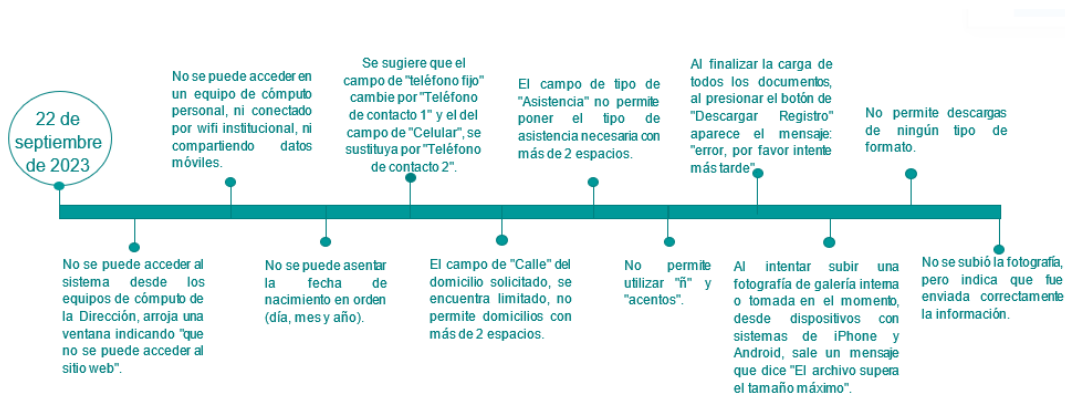 22 de
septiembre
de 2023
No se puede acceder al
sistema desde los
equipos de cómputo de
la Dirección, arroja una
ventana indicando "que
no se puede acceder al
sitio web".
No se puede acceder en
un equipo de cómputo
personal, ni conectado
por wifi institucional, ni
compartiendo datos
móviles.
No se puede asentar
la fecha de
nacimiento en orden
(día, mes y año).
Se sugiere que el
campo de "teléfono fijo"
cambie por "Teléfono
de contacto 1" y el del
campo de "Celular", se
sustituya por "Teléfono
de contacto 2".
El campo de "Calle" del
domicilio solicitado, se
encuentra limitado, no
permite domicilios con
más de 2 espacios.
El campo de tipo de
"Asistencia" no permite
poner el tipo de
asistencia necesaria con
más de 2 espacios.
No permite
utilizar "ñ" y
"acentos".
Al finalizar la carga de
todos los documentos,
al presionar el botón de
"Descargar Registro"
aparece el mensaje:
"error, por favor intente
más tarde".
Al intentar subir una
fotografía de galería interna
o tomada en el momento,
desde dispositivos con
sistemas de iPhone y
Android, sale un mensaje
que dice "El archivo supera
el tamaño máximo".
No permite descargas
de ningún tipo de
formato.
No se subió la fotografía,
pero indica que fue
enviada correctamente
la información.